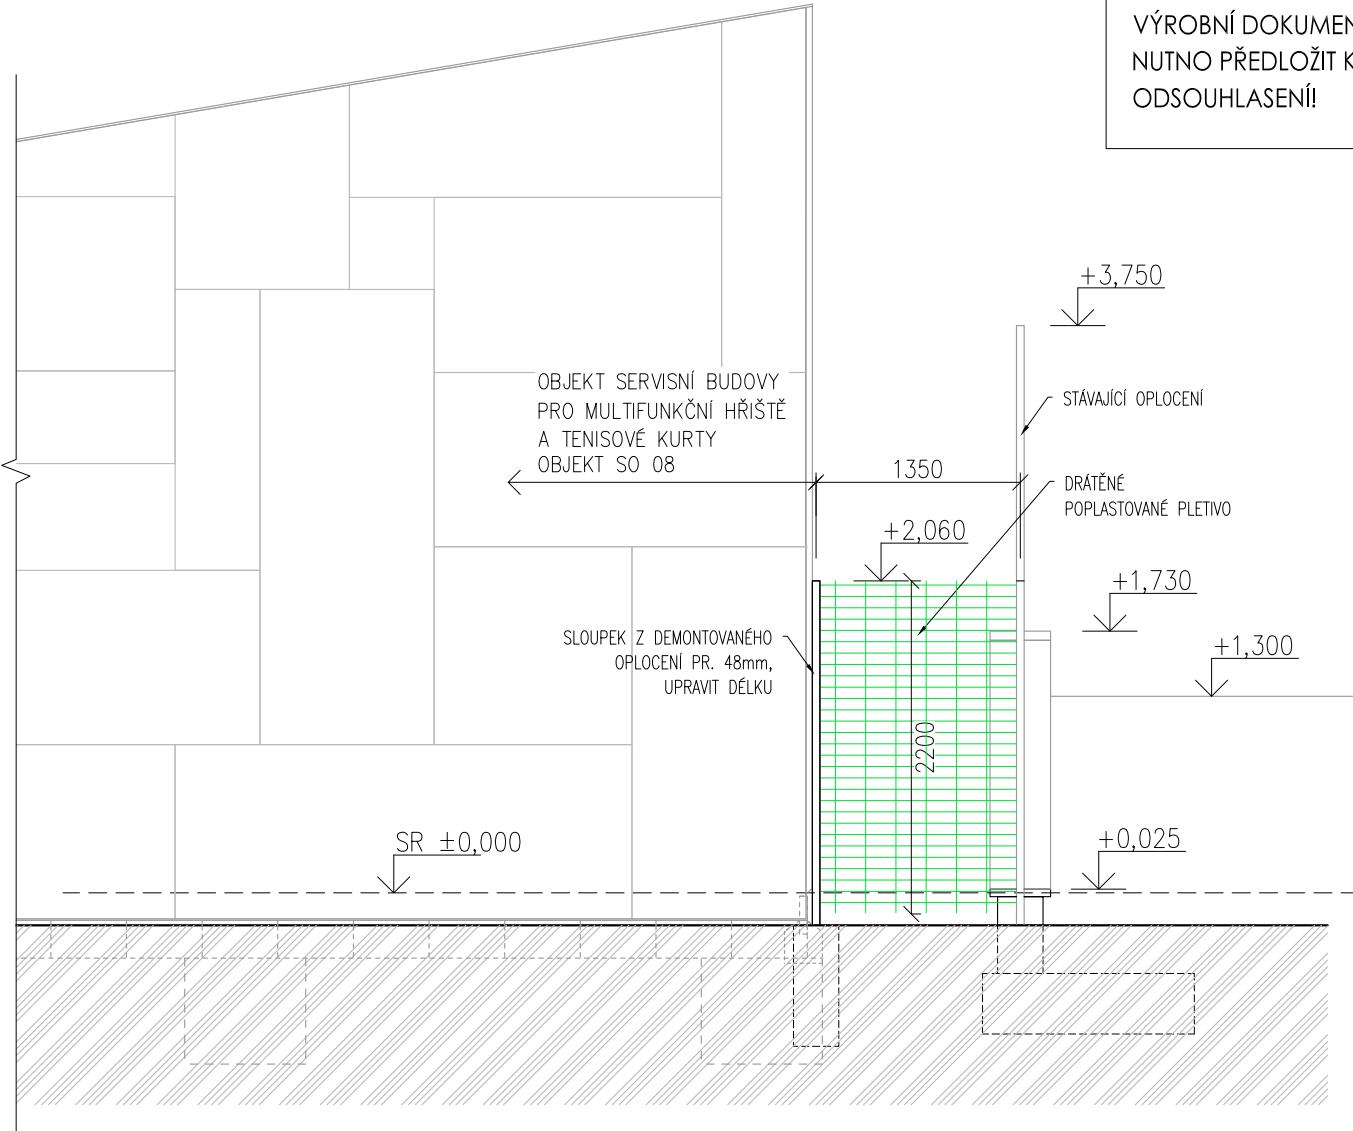 VÝROBNÍ DOKUMEN
NUTNO PŘEDLOŽIT K
ODSOUHLASENÍ!
+3,750
OBJEKT SERVISNÍ BUDOVY
PRO MULTIFUNKČNÍ HŘIŠTĚ
A TENISOVÉ KURTY
OBJEKT SO 08
STÁVAJÍCÍ OPLOCENÍ
1350
DRÁTĚNÉ
POPLASTOVANÉ PLETIVO
+2,060
+1,730
SLOUPEK Z DEMONTOVANÉHO
OPLOCENÍ PR. 48mm,
UPRAVIT DÉLKU
+1,300
2200
SR ±0,000
+0,025